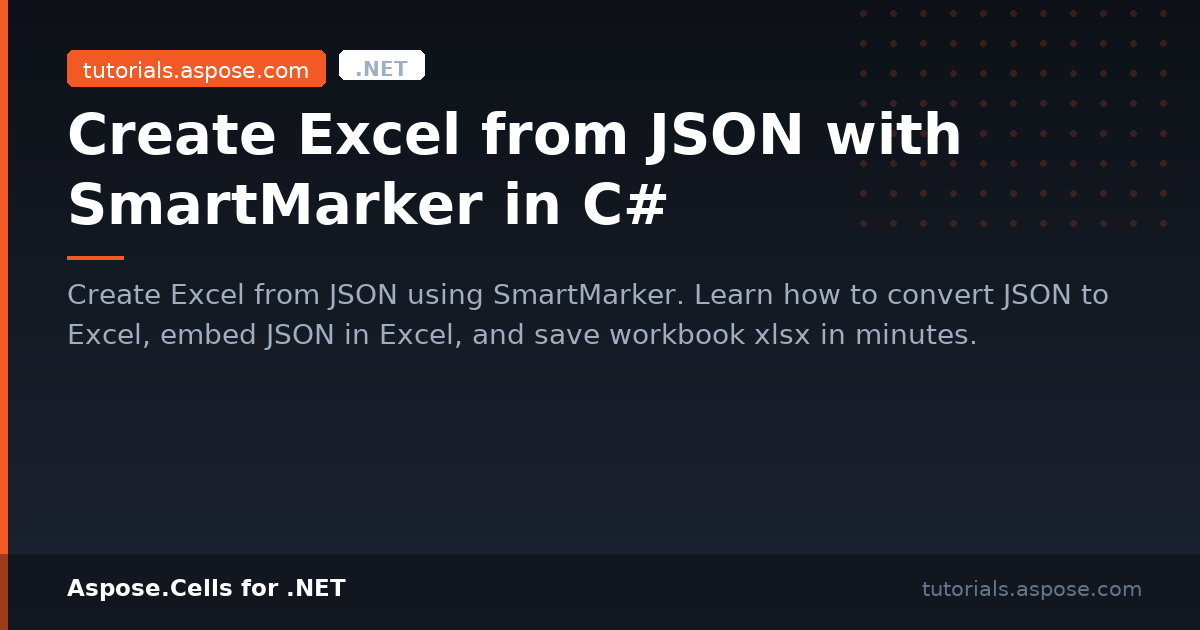 tutorials.aspose.com
.NET
Create Excel from JSON with
SmartMarker in C#
Create Excel from JSON using SmartMarker. Learn how to convert JSON to
Excel, embed JSON in Excel, and save workbook xlsx in minutes.
Aspose.Cells for .NET
tutorials.aspose.com